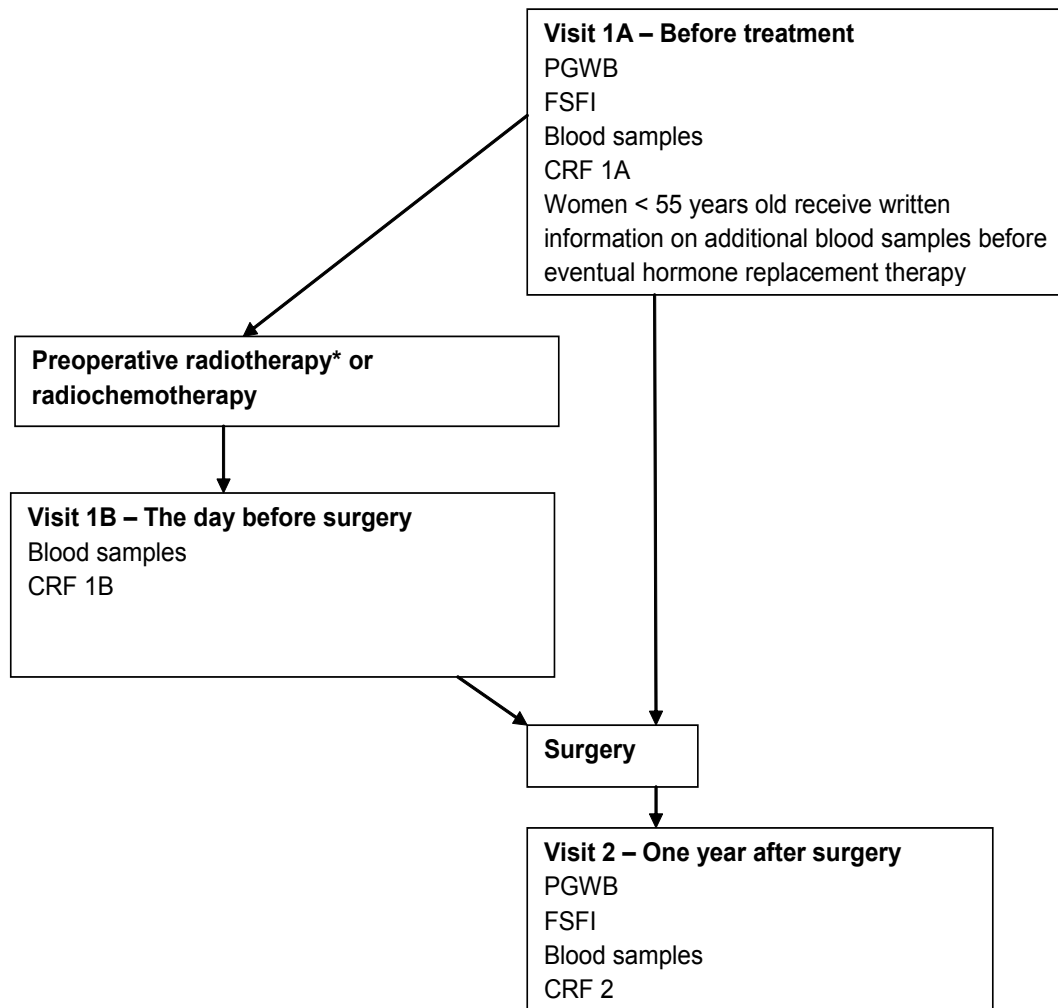 Visit 1A – Before treatment
PGWB
FSFI
Blood samples
CRF 1A
Women < 55 years old receive written
information on additional blood samples before
eventual hormone replacement therapy
Preoperative radiotherapy* or
radiochemotherapy
Visit 1B – The day before surgery
Blood samples
CRF 1B
Surgery
Visit 2 – One year after surgery
PGWB
FSFI
Blood samples
CRF 2